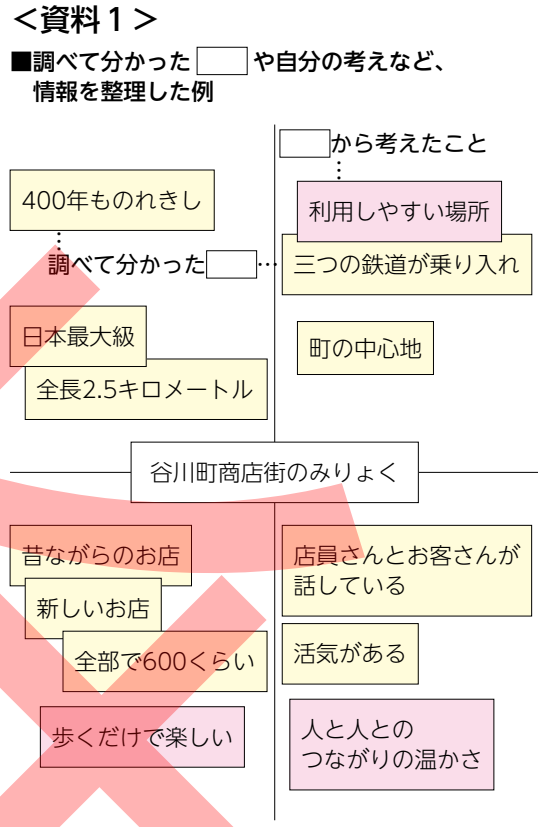 ＜資料１＞
■調べて分かった　　や自分の考えなど、
情報を整理した例
　　から考えたこと
400年ものれきし
利用しやすい場所
調べて分かった　　…
三つの鉄道が乗り入れ
日本最大級
町の中心地
全長2.5キロメートル
谷川町商店街のみりょく
昔ながらのお店
店員さんとお客さんが
話している
新しいお店
全部で600くらい
活気がある
歩くだけで楽しい
人と人との
つながりの温かさ